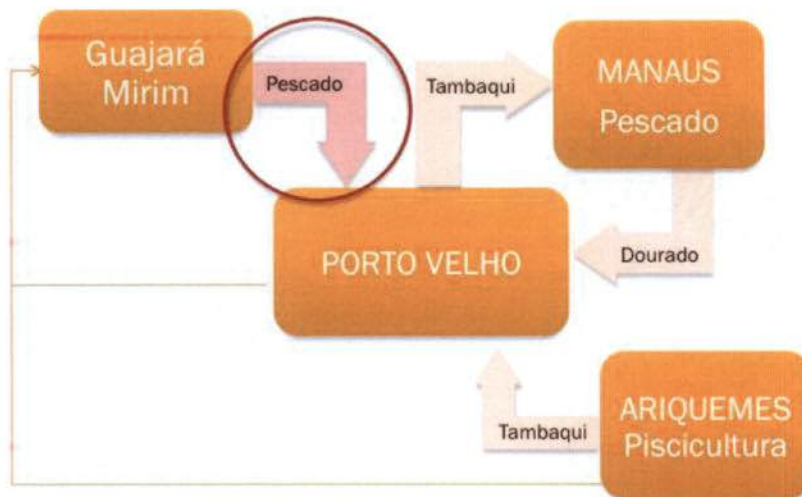 Guajará
Mirim
Pescado
Tambaqui
MANAUS
Pescado
PORTO VELHO
Dourado
Tambaqui
ARIQUEMES
Piscicultura